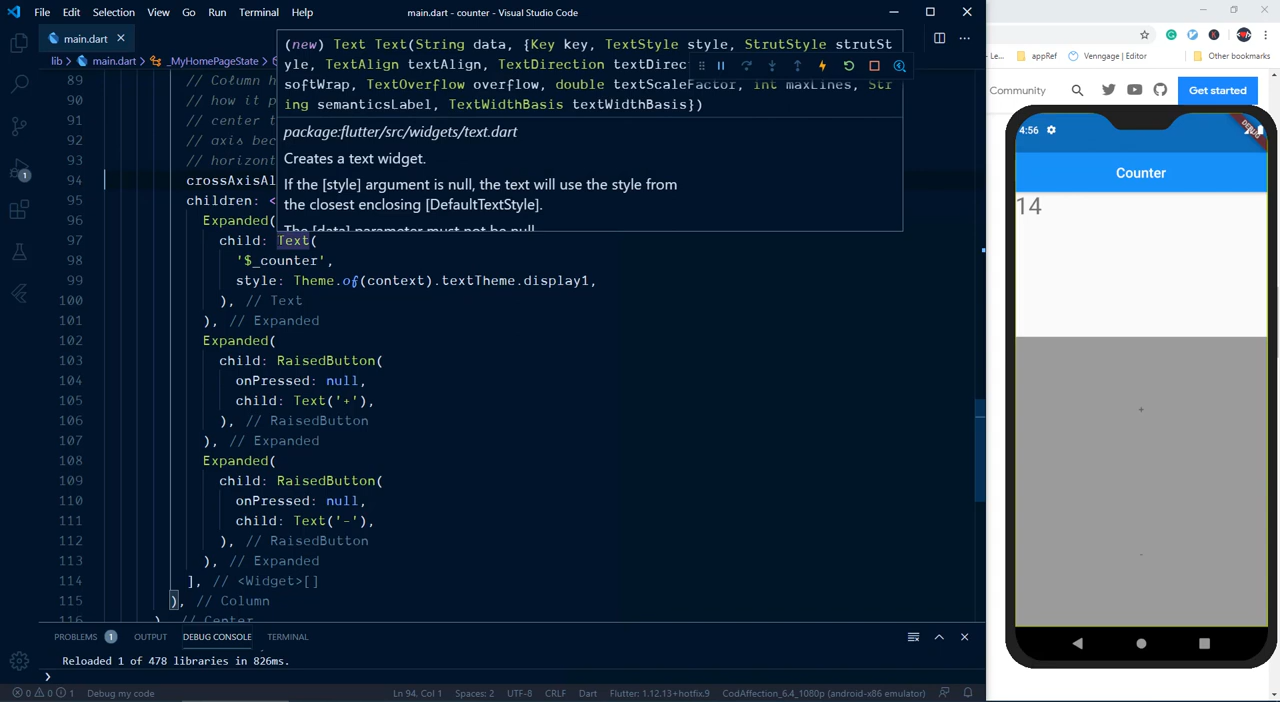 File Edit Selection View Go Run Terminal Help
main.dart - counter - Visual Studio Code
main.dart
lib > main.dart > _MyHomePageState >
(new) Text Text(String data, {Key key, TextStyle style, StrutStyle strutSt
yle, TextAlign textAlign, TextDirection textDirec
softWrap, TextOverflow overflow, double textScaleFactor, int maxLines, Str
ing semanticsLabel, TextWidthBasis textWidthBasis})
package:flutter/src/widgets/text.dart
Creates a text widget.
If the [style] argument is null, the text will use the style from
the closest enclosing [DefaultTextStyle].
The [data] parameter must not be null.
89 // Column h
90 // how it p
91 // center t
92 // axis bec
93 // horizont
94 crossAxisAl
95 children: <
96 Expanded(
97 child: Text(
98 '$_counter',
99 style: Theme.of(context).textTheme.display1,
100 ), // Text
101 ), // Expanded
102 Expanded(
103 child: RaisedButton(
104 onPressed: null,
105 child: Text('+'),
106 ), // RaisedButton
107 ), // Expanded
108 Expanded(
109 child: RaisedButton(
110 onPressed: null,
111 child: Text('-'),
112 ), // RaisedButton
113 ), // Expanded
114 ], // <Widget>[]
115 ), // Column
116 ), // Center
1
PROBLEMS 1 OUTPUT DEBUG CONSOLE TERMINAL
Reloaded 1 of 478 libraries in 826ms.
0 0 1 Debug my code
Ln 94, Col 1 Spaces: 2 UTF-8 CRLF Dart Flutter: 1.12.13+hotfix.9 CodAffection_6.4_1080p (android-x86 emulator)
Le... appRef Venngage | Editor Other bookmarks
Community Get started
4:56
DEBUG
Counter
14
+
-